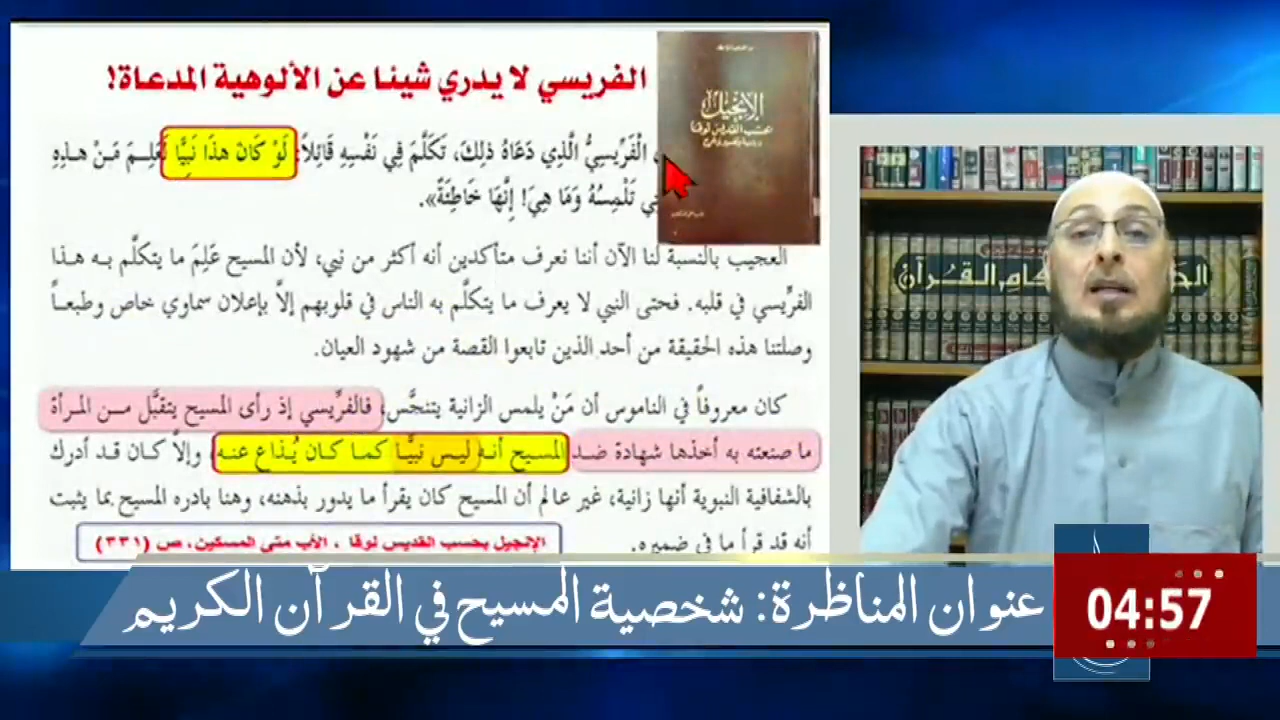 الفريسي لا يدري شيئا عن الألوهية المدعاة!
الإنجيل
بحسب القديس لوقا
الْفَرِّيسِيُّ الَّذِي دَعَاهُ ذلِكَ، تَكَلَّمَ فِي نَفْسِهِ قَائِلاً: لَوْ كَانَ هذَا نَبِيًّا لَعَلِمَ مَنْ هذِهِ
تَلْمِسُهُ وَمَا هِيَ! إِنَّهَا خَاطِئَةٌ».
العجيب بالنسبة لنا الآن أننا نعرف متأكدين أنه أكثر من نبي، لأن المسيح عَلِمَ ما يتكلَّم به هذا
الفرِّيسي في قلبه. فحتى النبي لا يعرف ما يتكلَّم به الناس في قلوبهم إلاَّ بإعلان سماوي خاص وطبعاً
وصلتنا هذه الحقيقة من أحد الذين تابعوا القصة من شهود العيان.
كان معروفاً في الناموس أن مَنْ يلمس الزانية يتنجَّس، فالفرِّيسي إذ رأى المسيح يتقبَّل من المرأة
ما صنعته به أخذها شهادة ضد المسيح أنه ليس نبيًّا كما كان يُذاع عنه، وإلاَّ كان قد أدرك
بالشفافية النبوية أنها زانية، غير عالم أن المسيح كان يقرأ ما يدور بذهنه، وهنا بادره المسيح بما يثبت
أنه قد قرأ ما في ضميره.
الإنجيل بحسب القديس لوقا ، الأب متى المسكين، ص (٣٣١)
القرآن
عنوان المناظرة: شخصية المسيح في القرآن الكريم
04:57